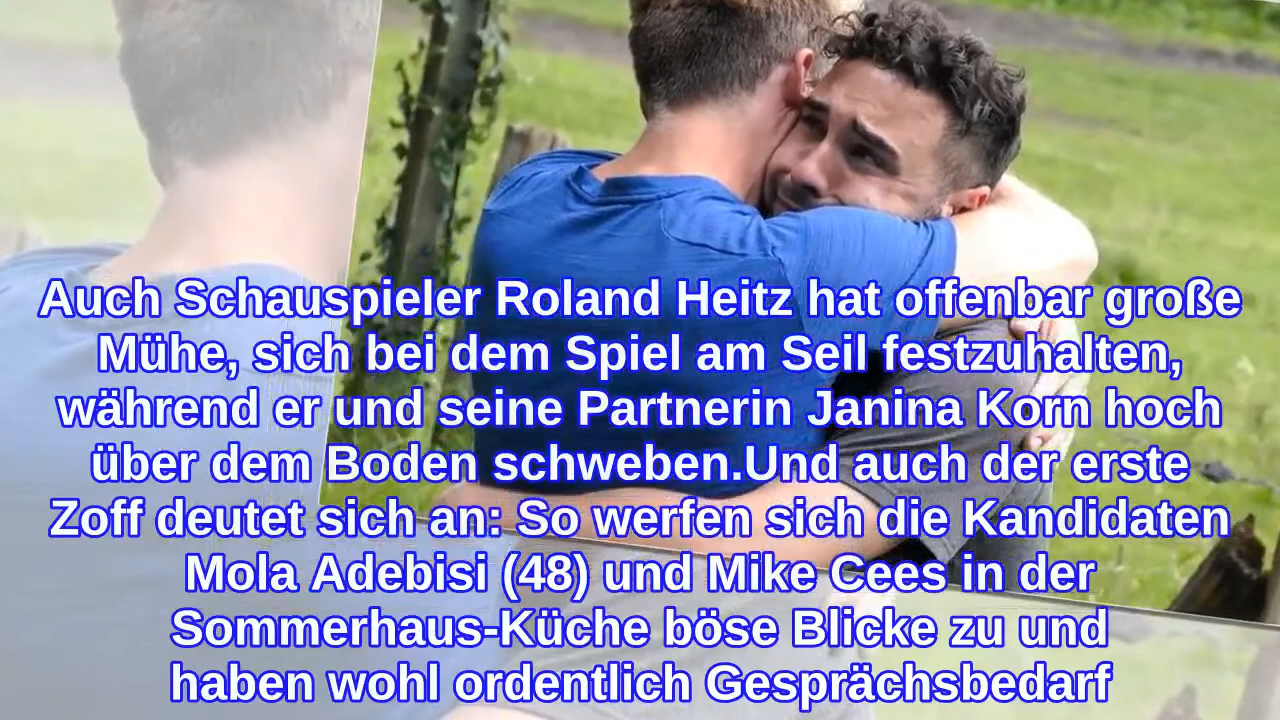 Auch Schauspieler Roland Heitz hat offenbar große
Mühe, sich bei dem Spiel am Seil festzuhalten,
während er und seine Partnerin Janina Korn hoch
über dem Boden schweben.Und auch der erste
Zoff deutet sich an: So werfen sich die Kandidaten
Mola Adebisi (48) und Mike Cees in der
Sommerhaus-Küche böse Blicke zu und
haben wohl ordentlich Gesprächsbedarf